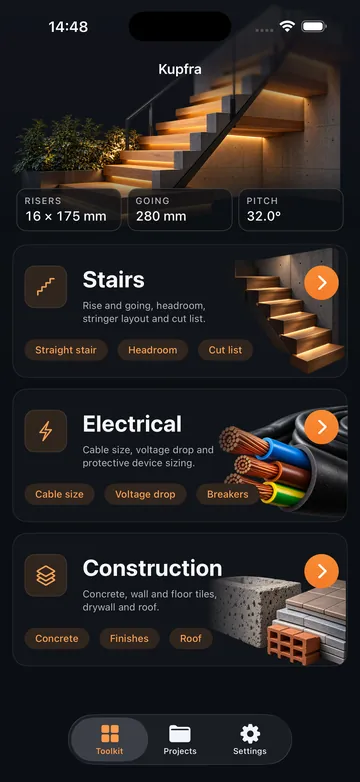 14:48
Kupfra
RISERS
16 × 175 mm
GOING
280 mm
PITCH
32.0°
Stairs
Rise and going, headroom,
stringer layout and cut list.
Straight stair
Headroom
Cut list
Electrical
Cable size, voltage drop and
protective device sizing.
Cable size
Voltage drop
Breakers
Construction
Concrete, wall and floor tiles,
drywall and roof.
Concrete
Finishes
Roof
Toolkit
Projects
Settings